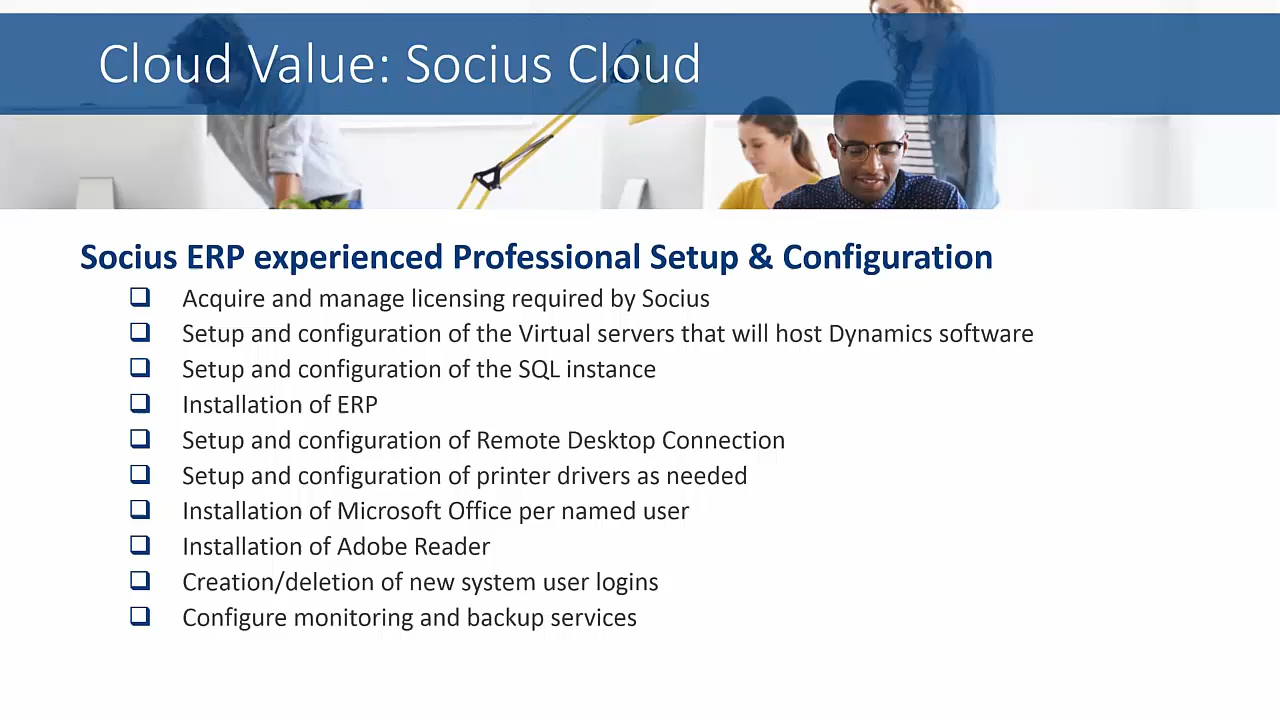 Cloud Value: Socius Cloud
Socius ERP experienced Professional Setup & Configuration
Acquire and manage licensing required by Socius
Setup and configuration of the Virtual servers that will host Dynamics software
Setup and configuration of the SQL instance
Installation of ERP
Setup and configuration of Remote Desktop Connection
Setup and configuration of printer drivers as needed
Installation of Microsoft Office per named user
Installation of Adobe Reader
Creation/deletion of new system user logins
Configure monitoring and backup services